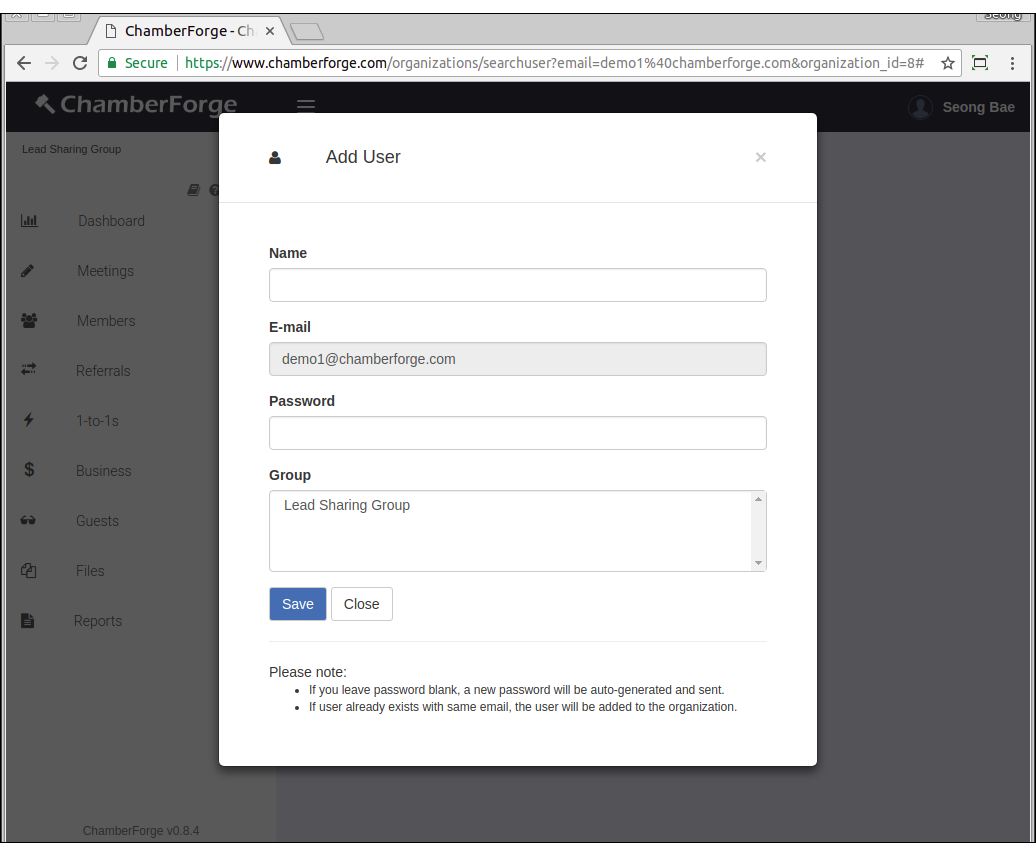 Seong
ChamberForge - Ch
Secure
https://www.chamberforge.com/organizations/searchuser?email=demo1%40chamberforge.com&organization_id=8#
ChamberForge
Seong Bae
Lead Sharing Group
Dashboard
Meetings
Members
Referrals
1-to-1s
Business
Guests
Files
Reports
ChamberForge v0.8.4
Add User
×
Name
E-mail
demo1@chamberforge.com
Password
Group
Lead Sharing Group
Save Close
Please note:
• If you leave password blank, a new password will be auto-generated and sent.
• If user already exists with same email, the user will be added to the organization.